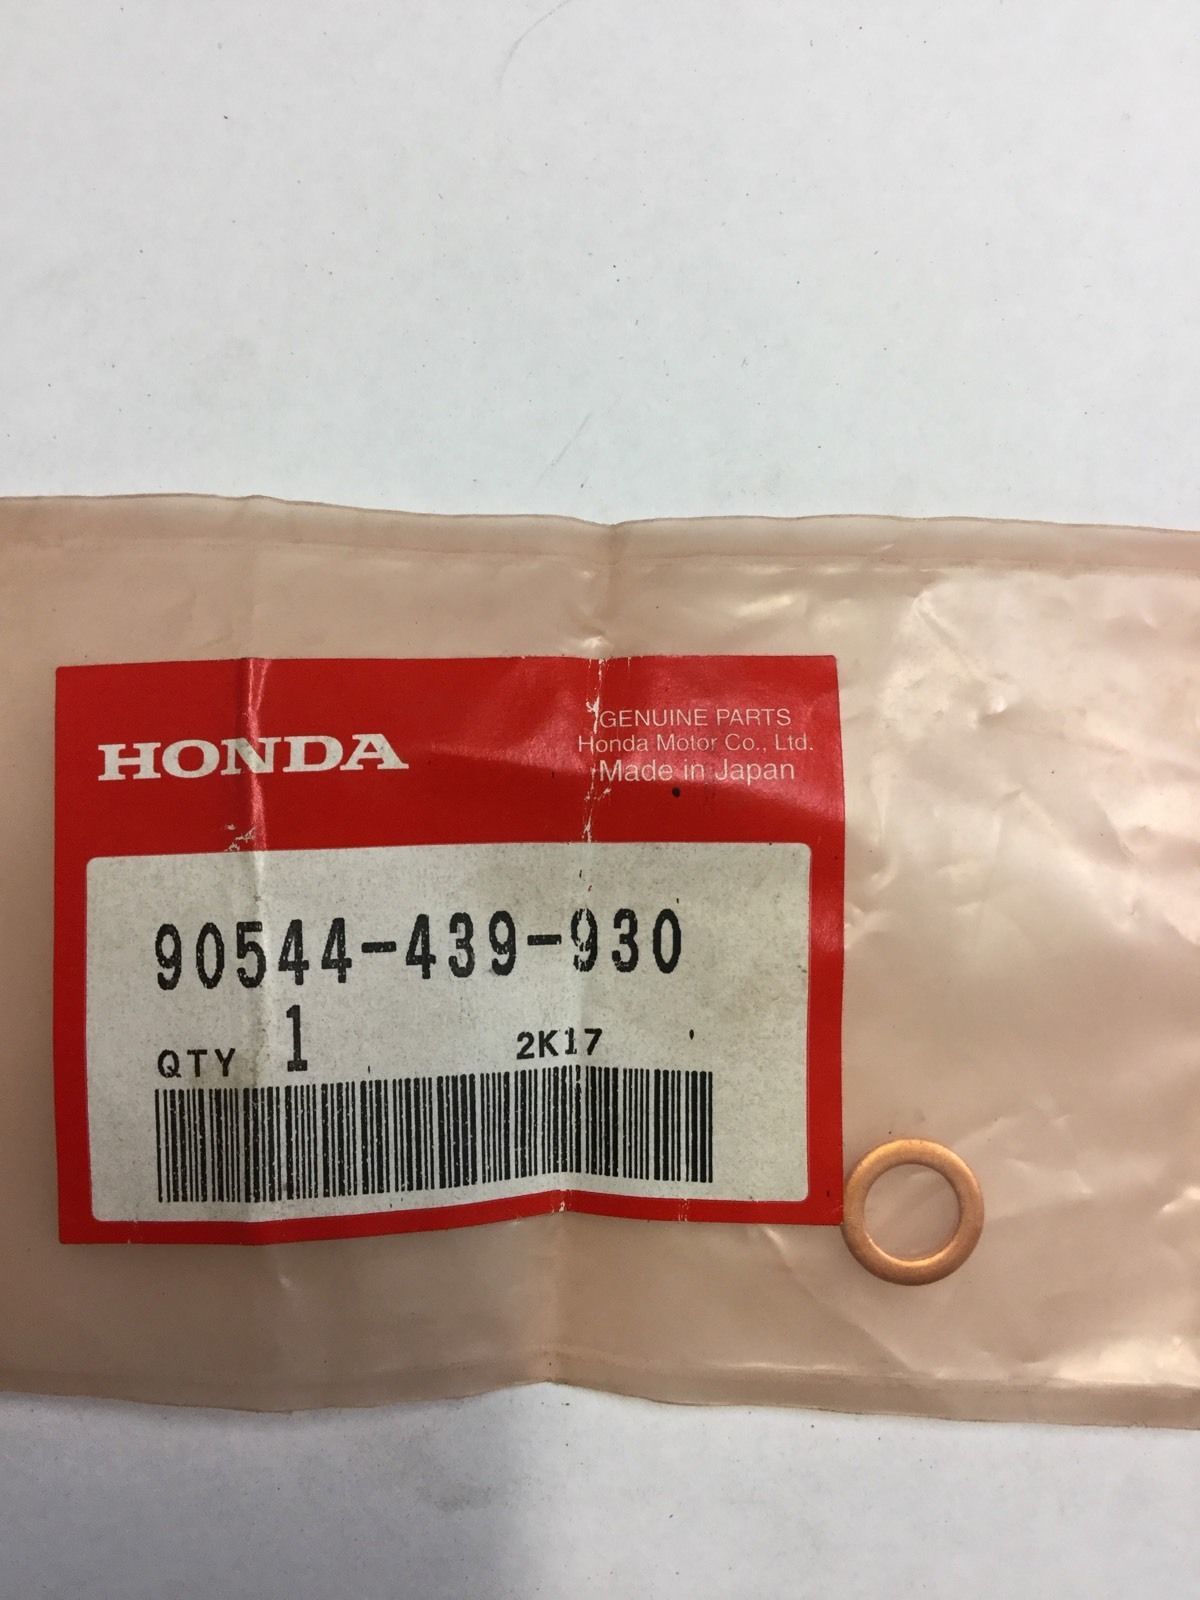 HONDA
GENUINE PARTS
Honda Motor Co., Ltd.
Made in Japan
90544-439-930
QTY 1 2K17